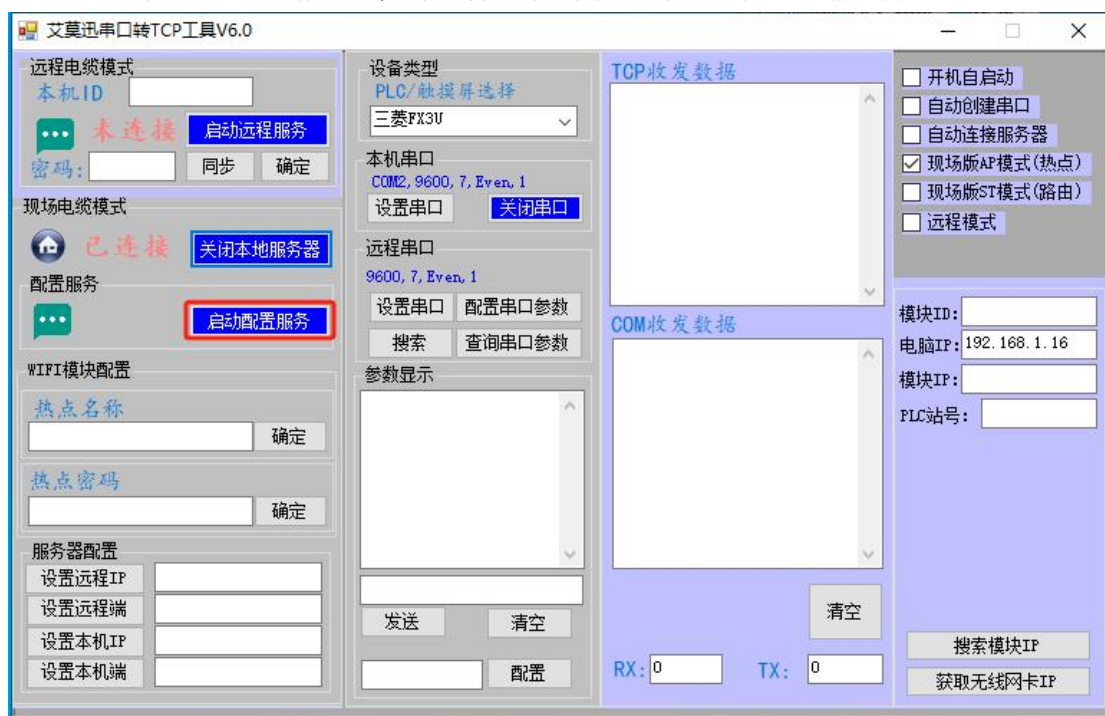 艾莫迅串口转TCP工具V6.0
远程电缆模式
本机ID
未连接
启动远程服务
密码:
同步
确定
现场电缆模式
已连接
关闭本地服务器
配置服务
启动配置服务
WIFI模块配置
热点名称
确定
热点密码
确定
服务器配置
设置远程IP
设置远程端
设置本机IP
设置本机端
设备类型
PLC/触摸屏选择
三菱FX3U
本机串口
COM2, 9600, 7, Even, 1
设置串口
关闭串口
远程串口
9600, 7, Even, 1
设置串口
配置串口参数
搜索
查询串口参数
参数显示
发送
清空
配置
TCP收发数据
COM收发数据
清空
RX:
0
TX:
0
开机自启动
自动创建串口
自动连接服务器
现场版AP模式(热点)
现场版ST模式(路由)
远程模式
模块ID:
电脑IP:
192.168.1.16
模块IP:
PLC站号:
搜索模块IP
获取无线网卡IP